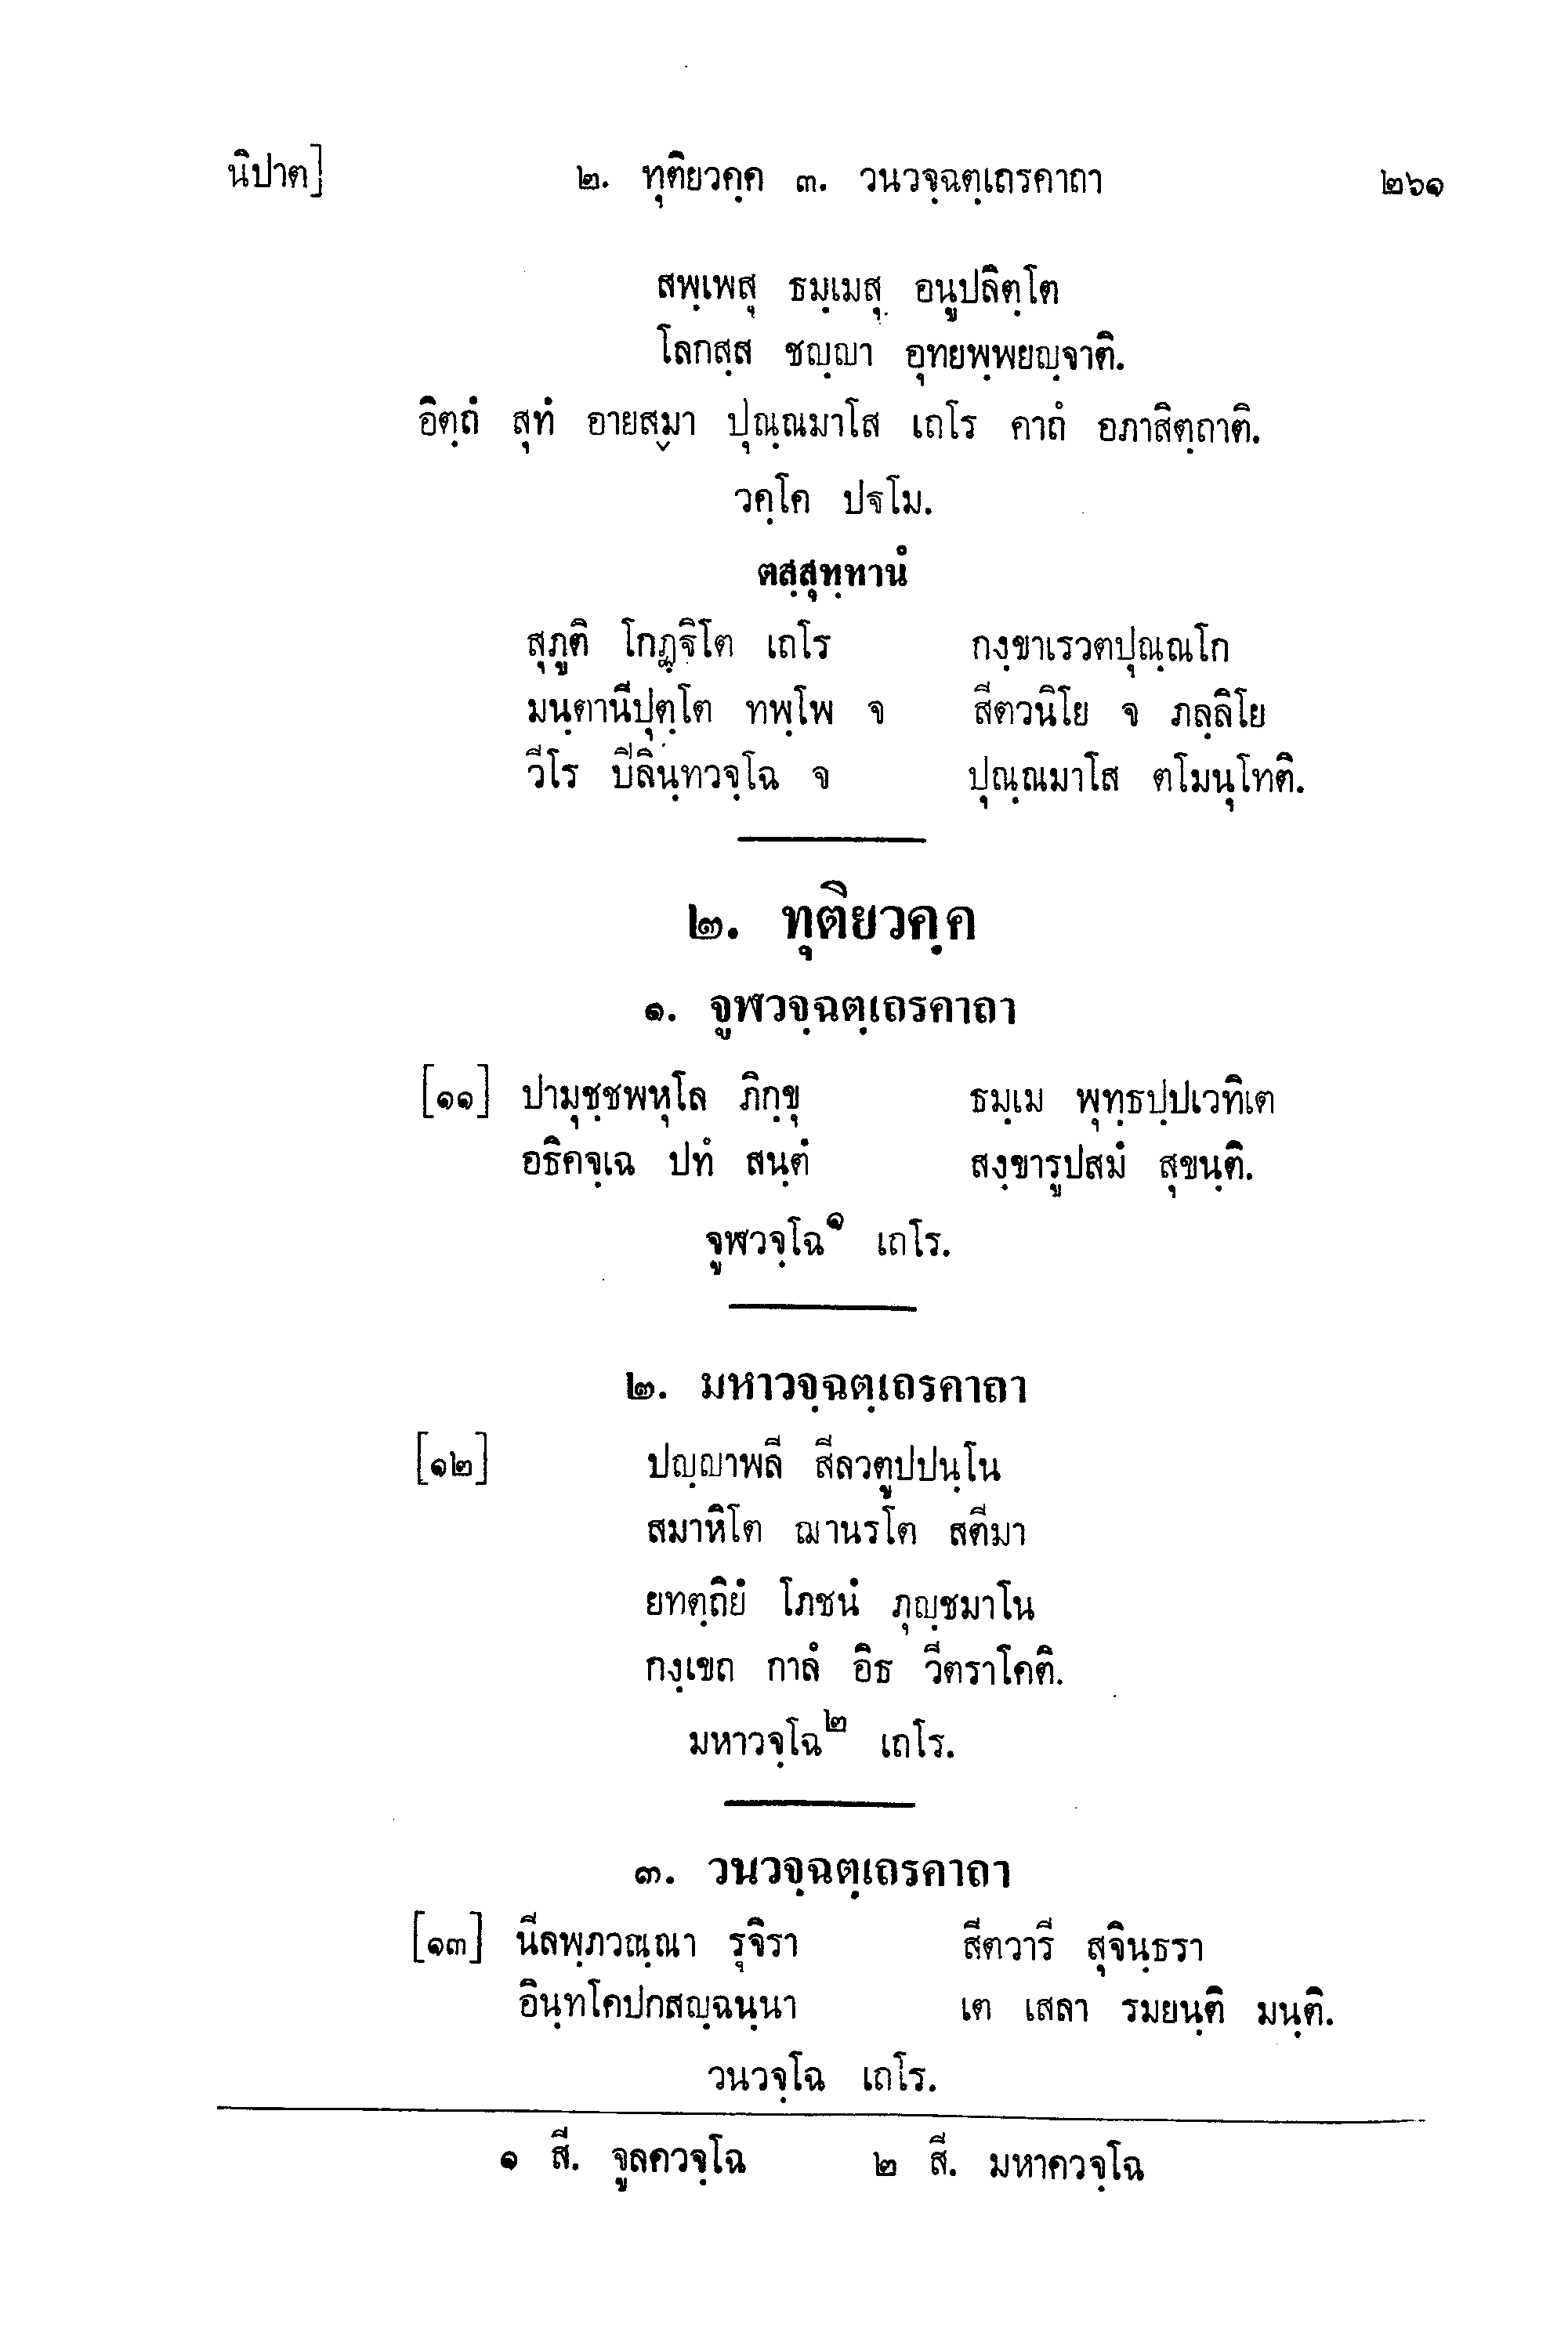 นิปาต] ๒. ทุติยวคฺค ๓. วนวจฺฉตฺเถรคาถา ๒๖๑
สพฺเพสุ ธมฺเมสุ อนูปลิตฺโต
โลกสฺส ชญฺญา อุทยพฺพยญฺจาติ.
อิตฺถํ สุทํ อายสฺมา ปุณฺณมาโส เถโร คาถํ อภาสิตฺถาติ.
วคฺโค ปฐโม.
ตสฺสุทฺทานํ
สุภูติ โกฏฺฐิโต เถโร กงฺขาเรวตปุณฺณโก
มนฺตานีปุตฺโต ทพฺโพ จ สีตวนิโย จ ภลฺลิโย
วีโร ปิลินฺทวจฺโฉ จ ปุณฺณมาโส ตโมนุโทติ.
๒. ทุติยวคฺค
๑. จูฬวจฺฉตฺเถรคาถา
[๑๑] ปามุชฺชพหุโล ภิกฺขุ ธมฺเม พุทฺธปฺปเวทิเต
อธิคจฺเฉ ปทํ สนฺตํ สงฺขารูปสมํ สุขนฺติ.
จูฬวจฺโฉ๑ เถโร.
๒. มหาวจฺฉตฺเถรคาถา
[๑๒] ปญฺญาพลี สีลวตูปปนฺโน
สมาหิโต ฌานรโต สตีมา
ยทตฺถิยํ โภชนํ ภุญฺชมาโน
กงฺเขถ กาลํ อิธ วีตราโคติ.
มหาวจฺโฉ๒ เถโร.
๓. วนวจฺฉตฺเถรคาถา
[๑๓] นีลพฺภวณฺณา รุจิรา สีตวารี สุจินฺธรา
อินฺทโคปกสญฺฉนฺนา เต เสลา รมยนฺติ มนฺติ.
วนวจฺโฉ เถโร.
๑ สี. จูลควจฺโฉ ๒ สี. มหาควจฺโฉ